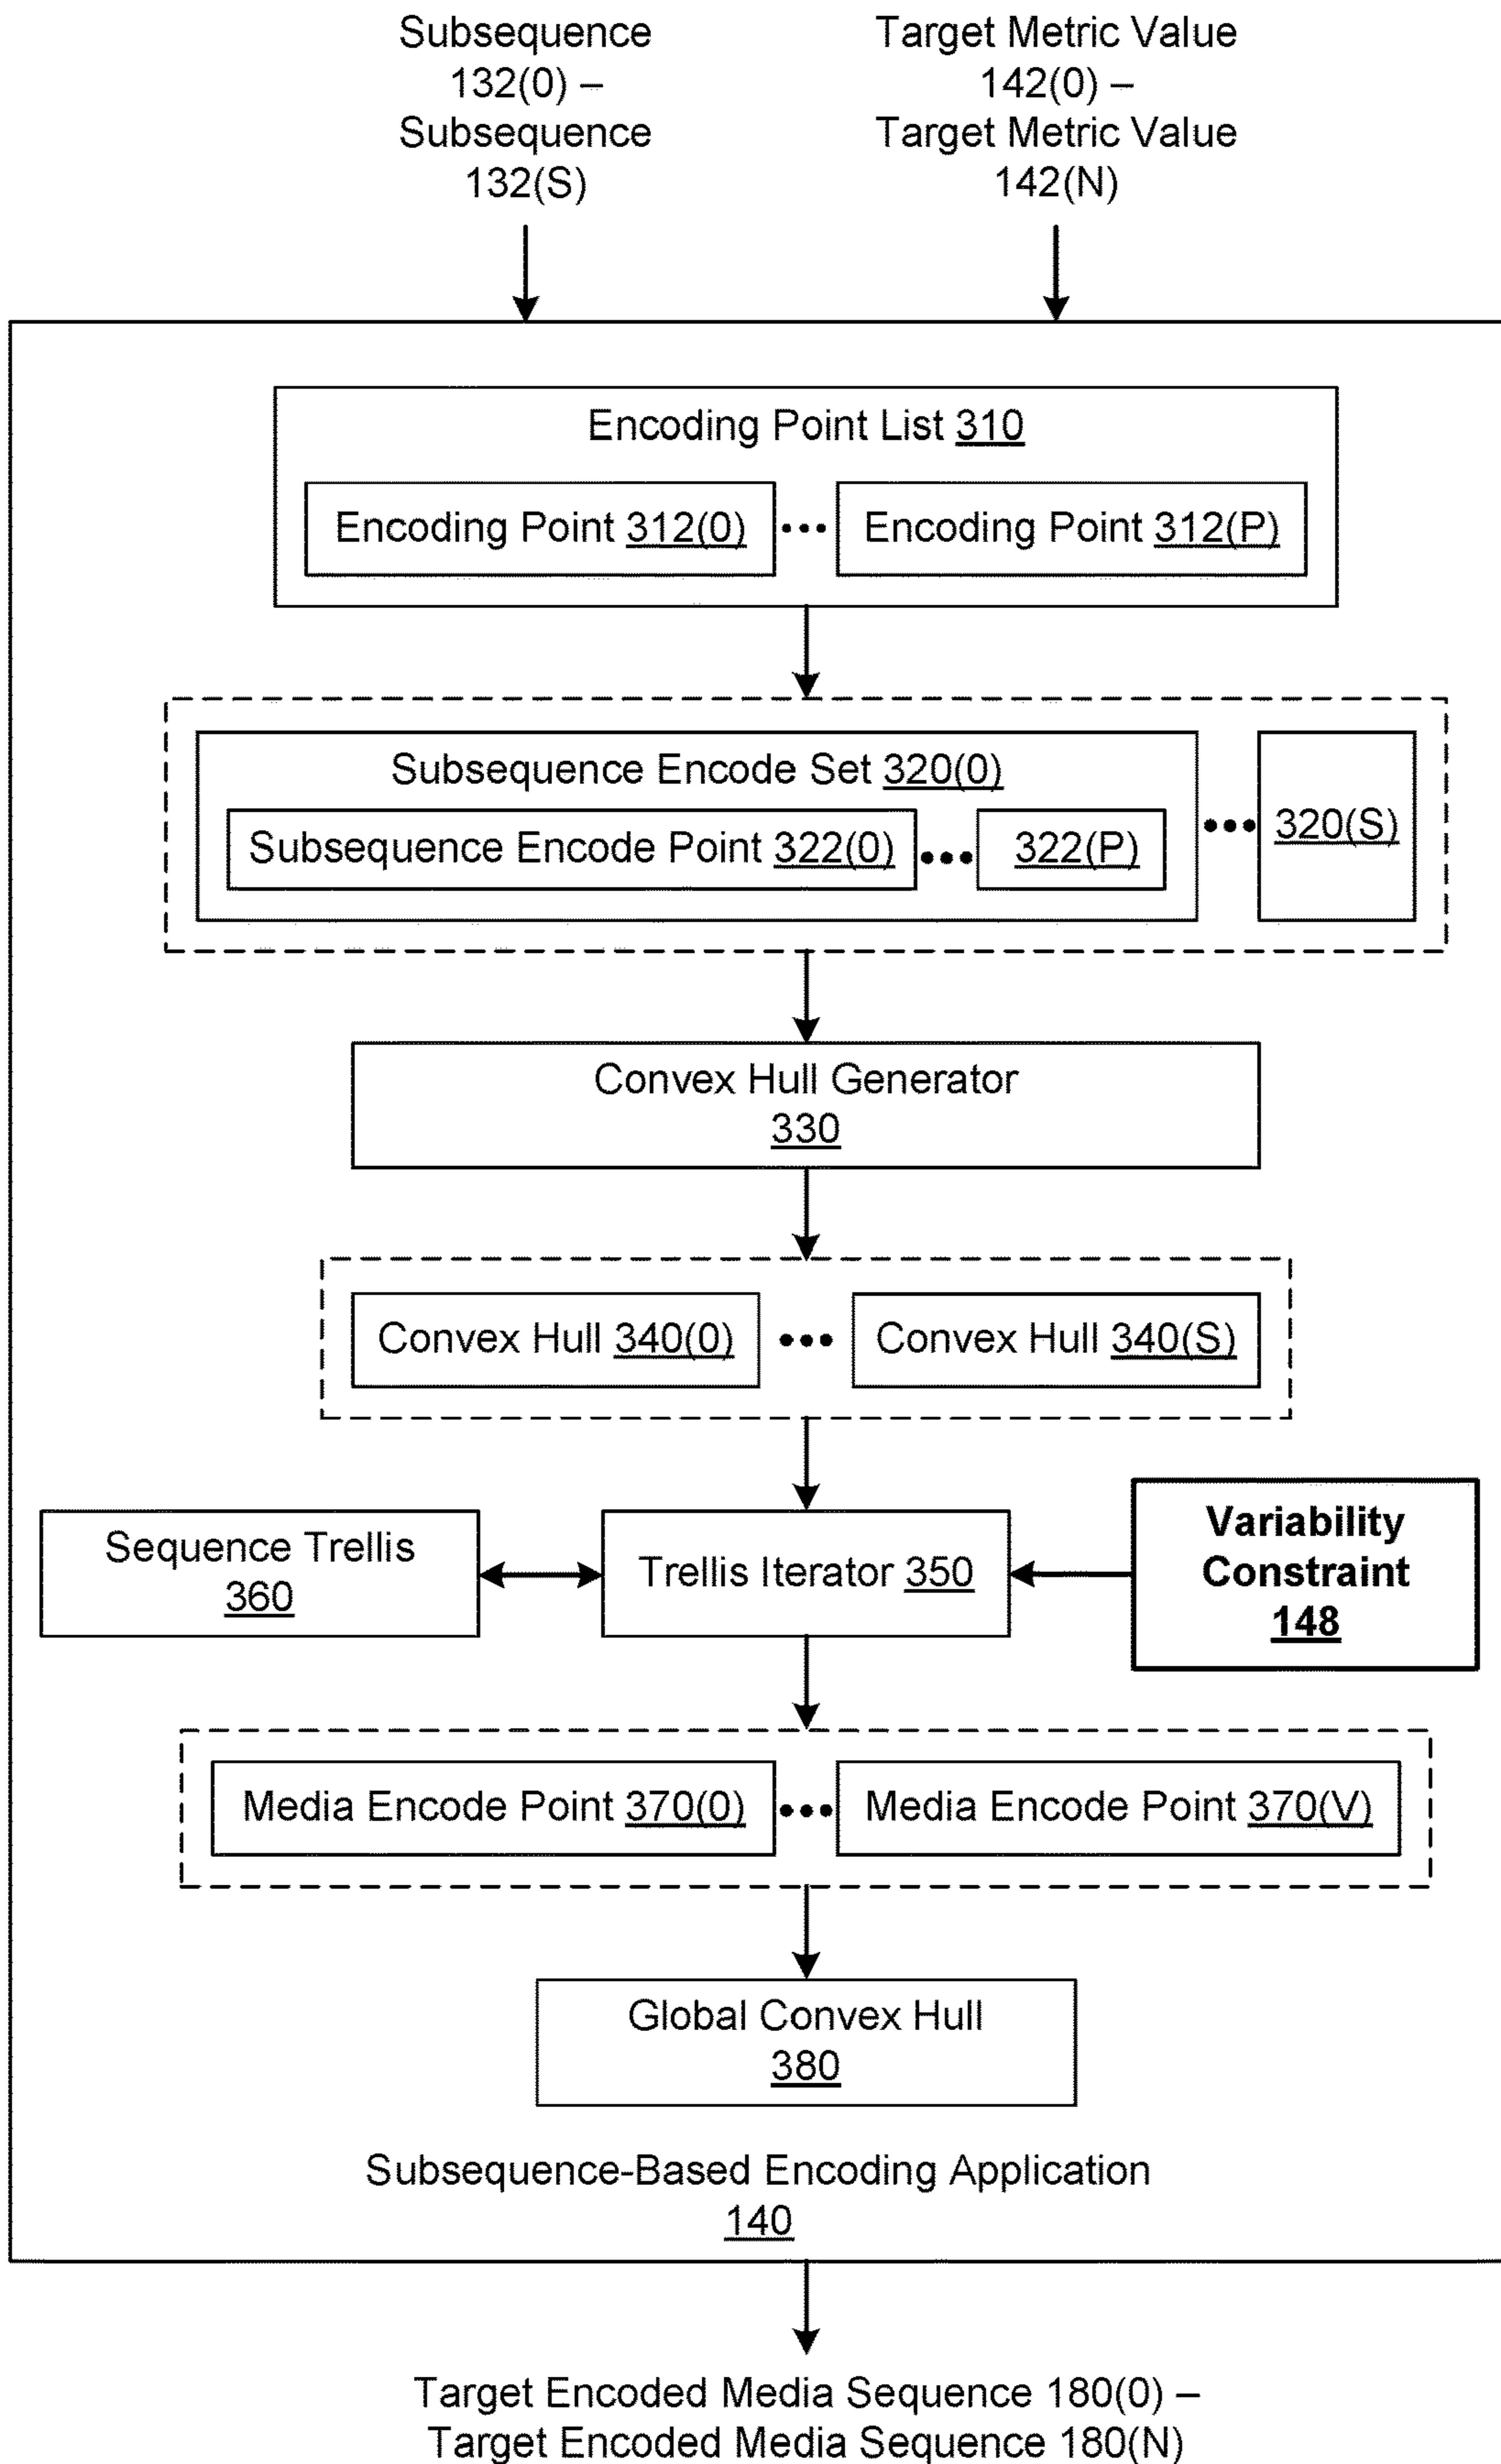 Subsequence
132(0) –
Subsequence
132(S)
Target Metric Value
142(0) –
Target Metric Value
142(N)
Encoding Point List 310
Encoding Point 312(0) ••• Encoding Point 312(P)
Subsequence Encode Set 320(0)
Subsequence Encode Point 322(0) ••• 322(P)
••• 320(S)
Convex Hull Generator
330
Convex Hull 340(0) ••• Convex Hull 340(S)
Sequence Trellis
360
Trellis Iterator 350
Variability
Constraint
148
Media Encode Point 370(0) ••• Media Encode Point 370(V)
Global Convex Hull
380
Subsequence-Based Encoding Application
140
Target Encoded Media Sequence 180(0) –
Target Encoded Media Sequence 180(N)